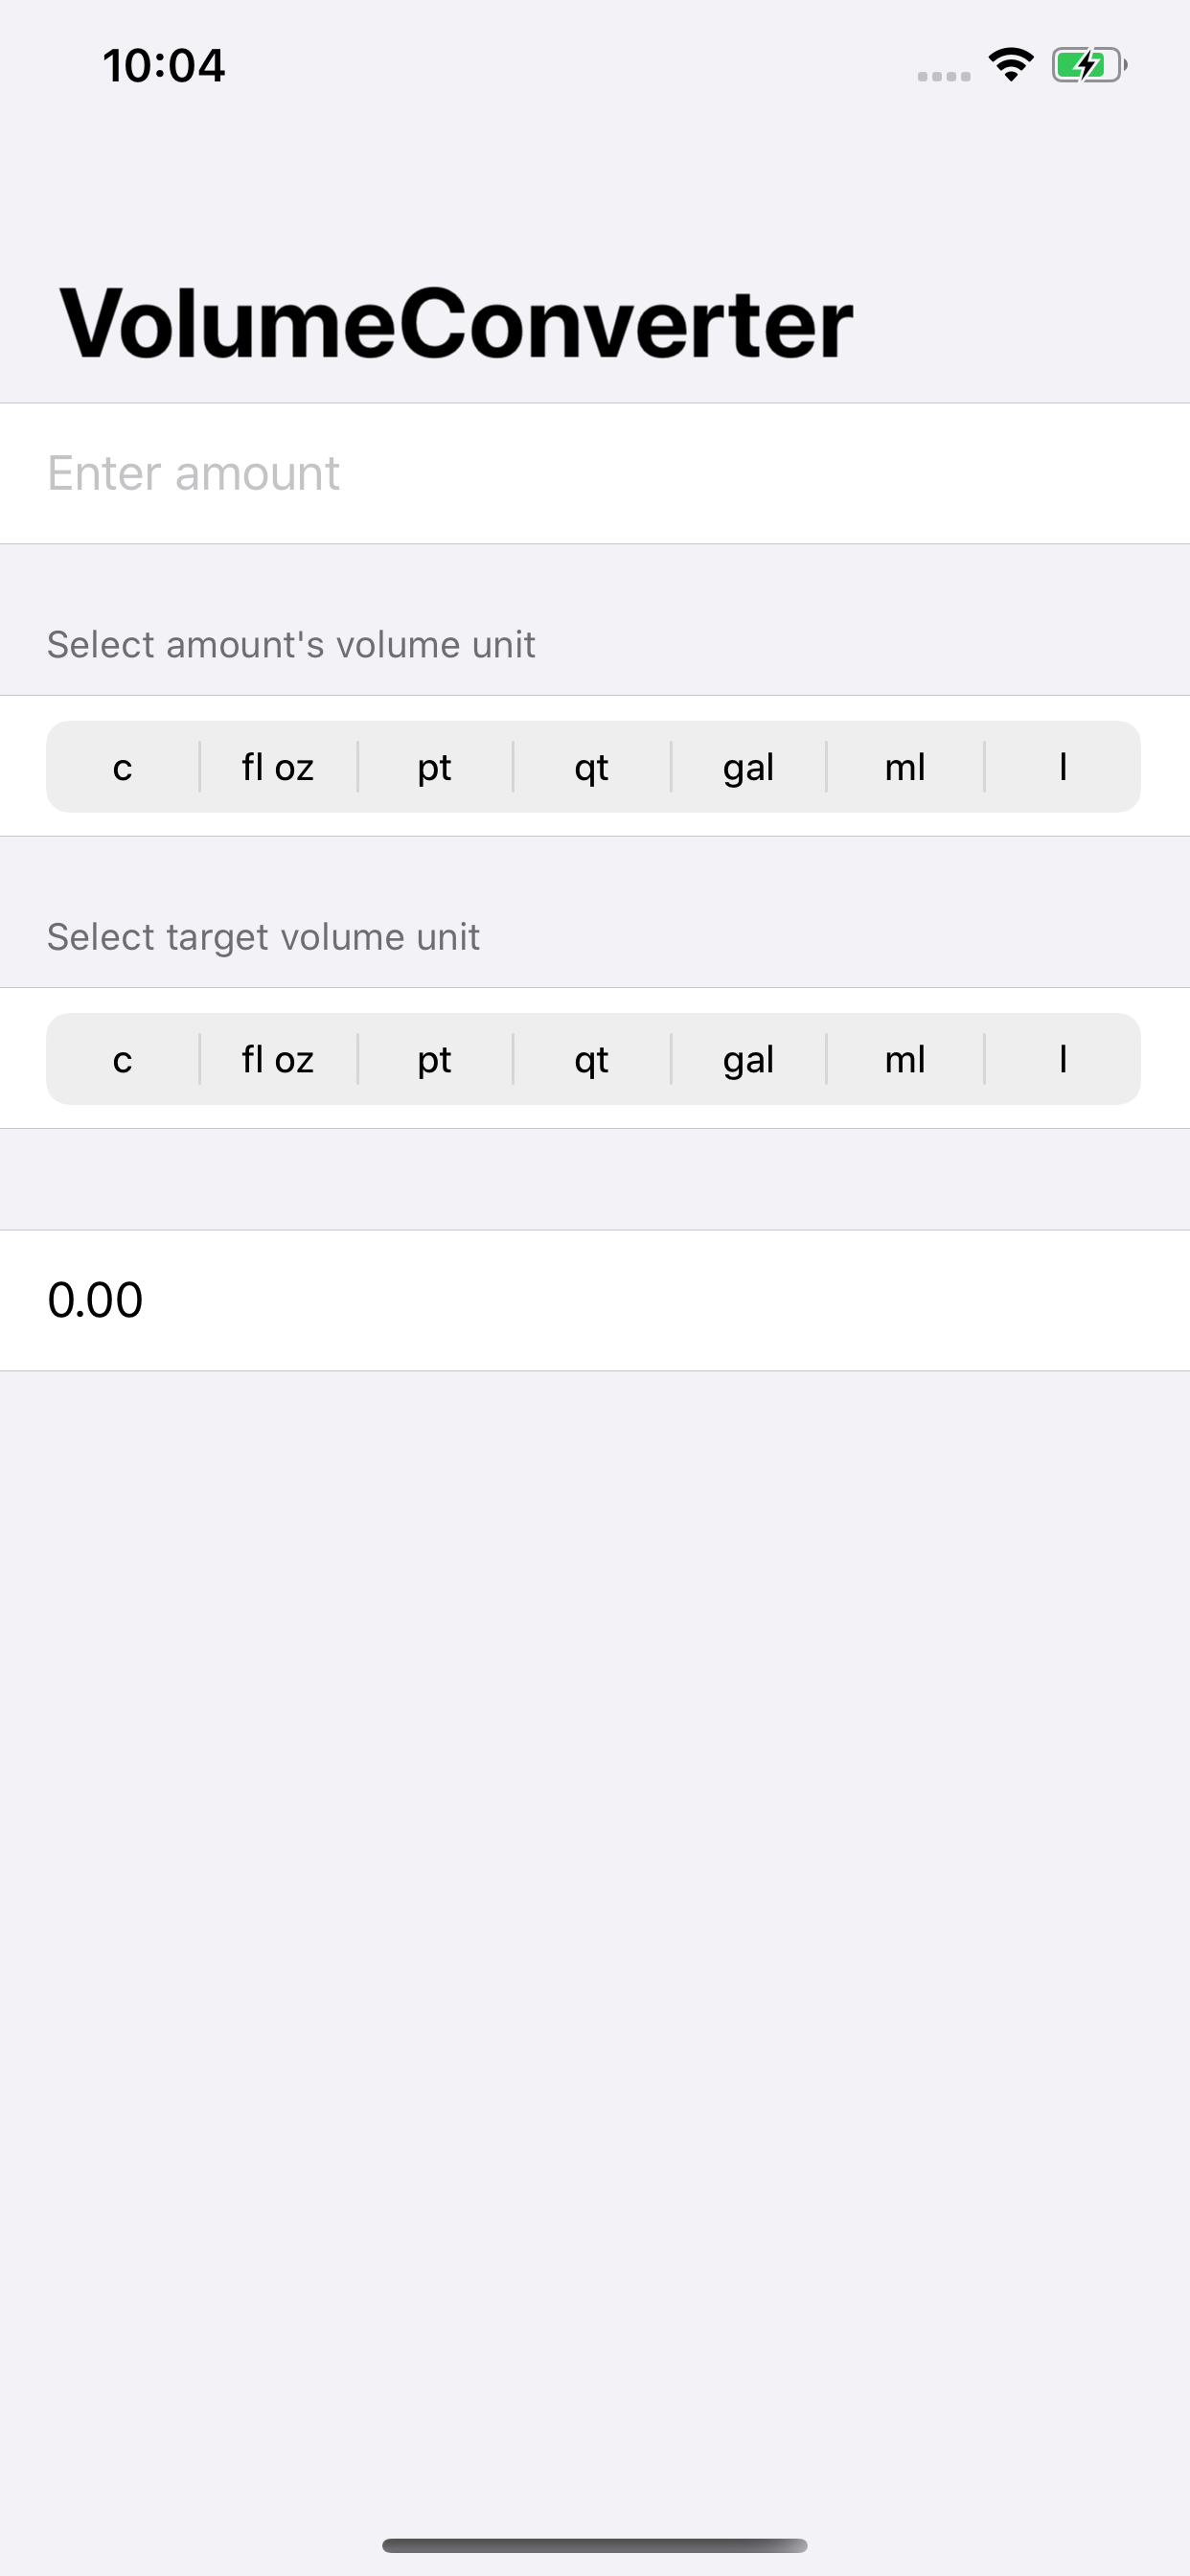 10:04
VolumeConverter
Enter amount
Select amount's volume unit
c fl oz pt qt gal ml l
Select target volume unit
c fl oz pt qt gal ml l
0.00